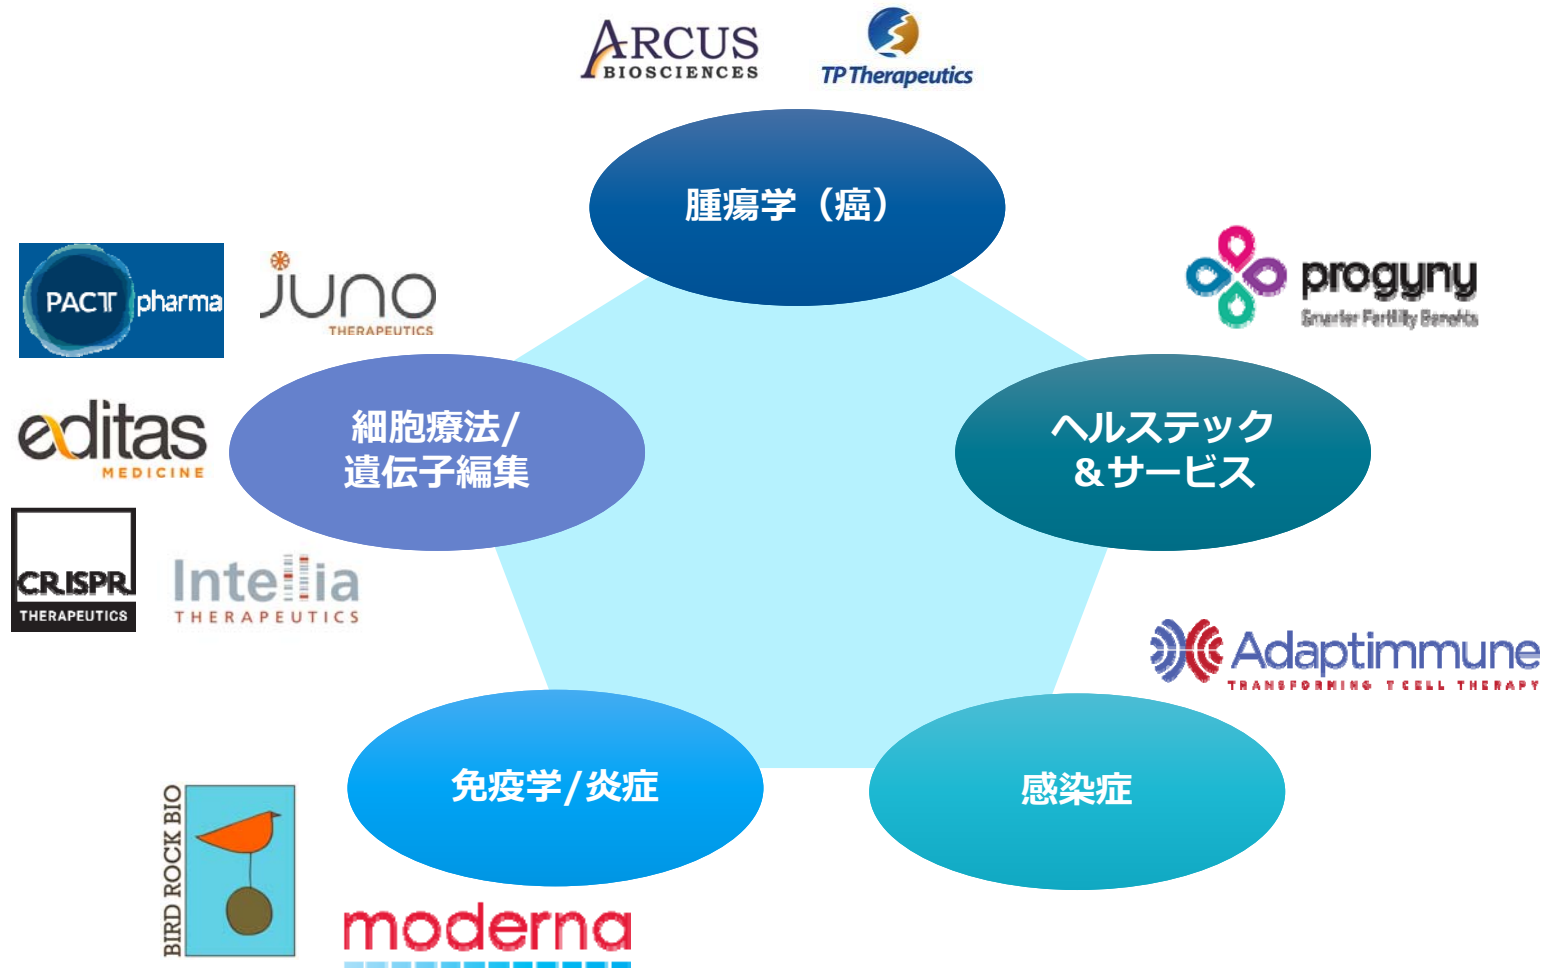 ARCUS
BIOSCIENCES
TP Therapeutics
腫瘍学（癌）
PACT pharma
juno
THERAPEUTICS
progyny
Smarter Fertility Benefits
editas
MEDICINE
細胞療法/
遺伝子編集
ヘルステック
＆サービス
CRISPR
THERAPEUTICS
Intellia
THERAPEUTICS
Adaptimmune
TRANSFORMING T CELL THERAPY
免疫学/炎症
感染症
BIRD ROCK BIO
moderna